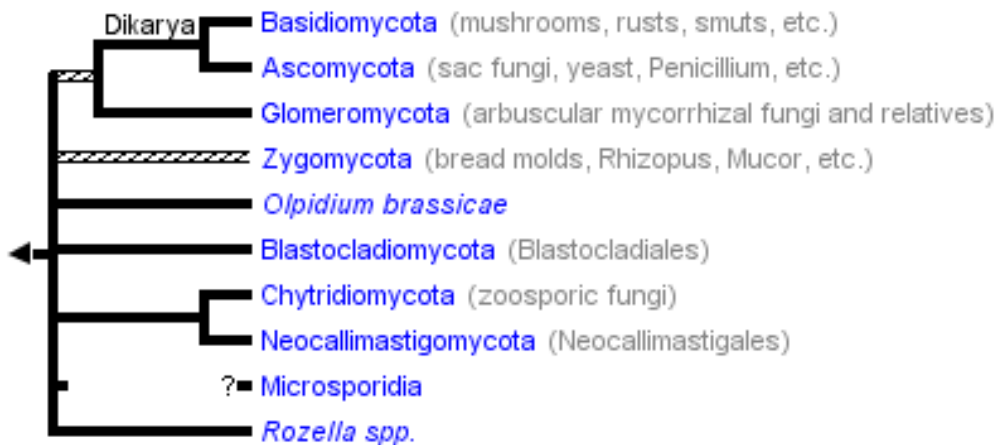 Dikarya
Basidiomycota (mushrooms, rusts, smuts, etc.)
Ascomycota (sac fungi, yeast, Penicillium, etc.)
Glomeromycota (arbuscular mycorrhizal fungi and relatives)
Zygomycota (bread molds, Rhizopus, Mucor, etc.)
Olpidium brassicae
Blastocladiomycota (Blastocladiales)
Chytridiomycota (zoosporic fungi)
Neocallimastigomycota (Neocallimastigales)
? Microsporidia
Rozella spp.